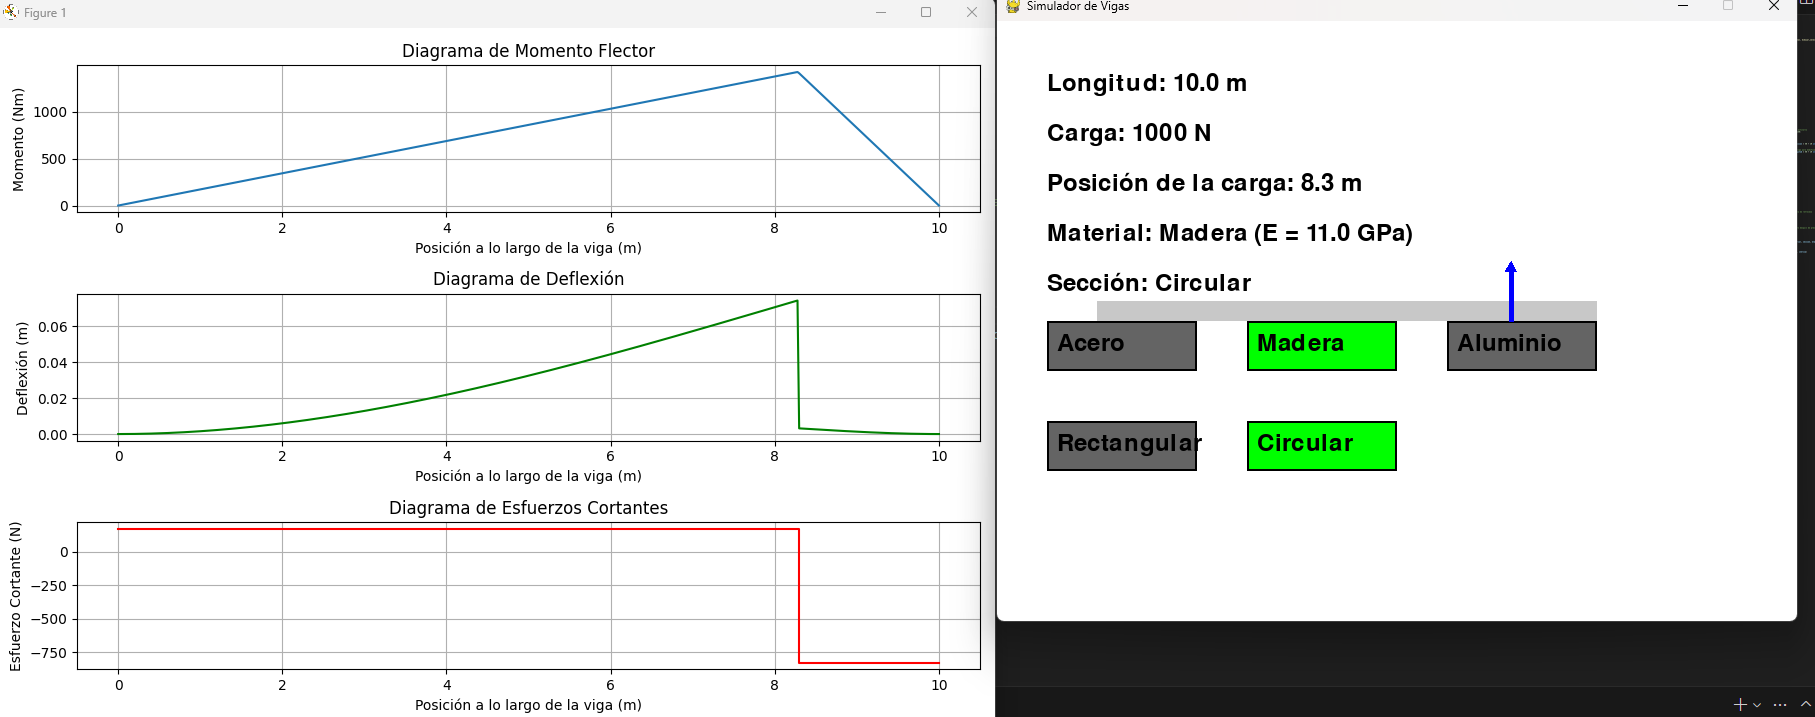 Figure 1
Diagrama de Momento Flector
Momento (Nm)
1000
500
0
0 2 4 6 8 10
Posición a lo largo de la viga (m)
Diagrama de Deflexión
Deflexión (m)
0.06
0.04
0.02
0.00
0 2 4 6 8 10
Posición a lo largo de la viga (m)
Diagrama de Esfuerzos Cortantes
Esfuerzo Cortante (N)
0
−250
−500
−750
0 2 4 6 8 10
Posición a lo largo de la viga (m)
Simulador de Vigas
Longitud: 10.0 m
Carga: 1000 N
Posición de la carga: 8.3 m
Material: Madera (E = 11.0 GPa)
Sección: Circular
Acero Madera Aluminio
Rectangular Circular